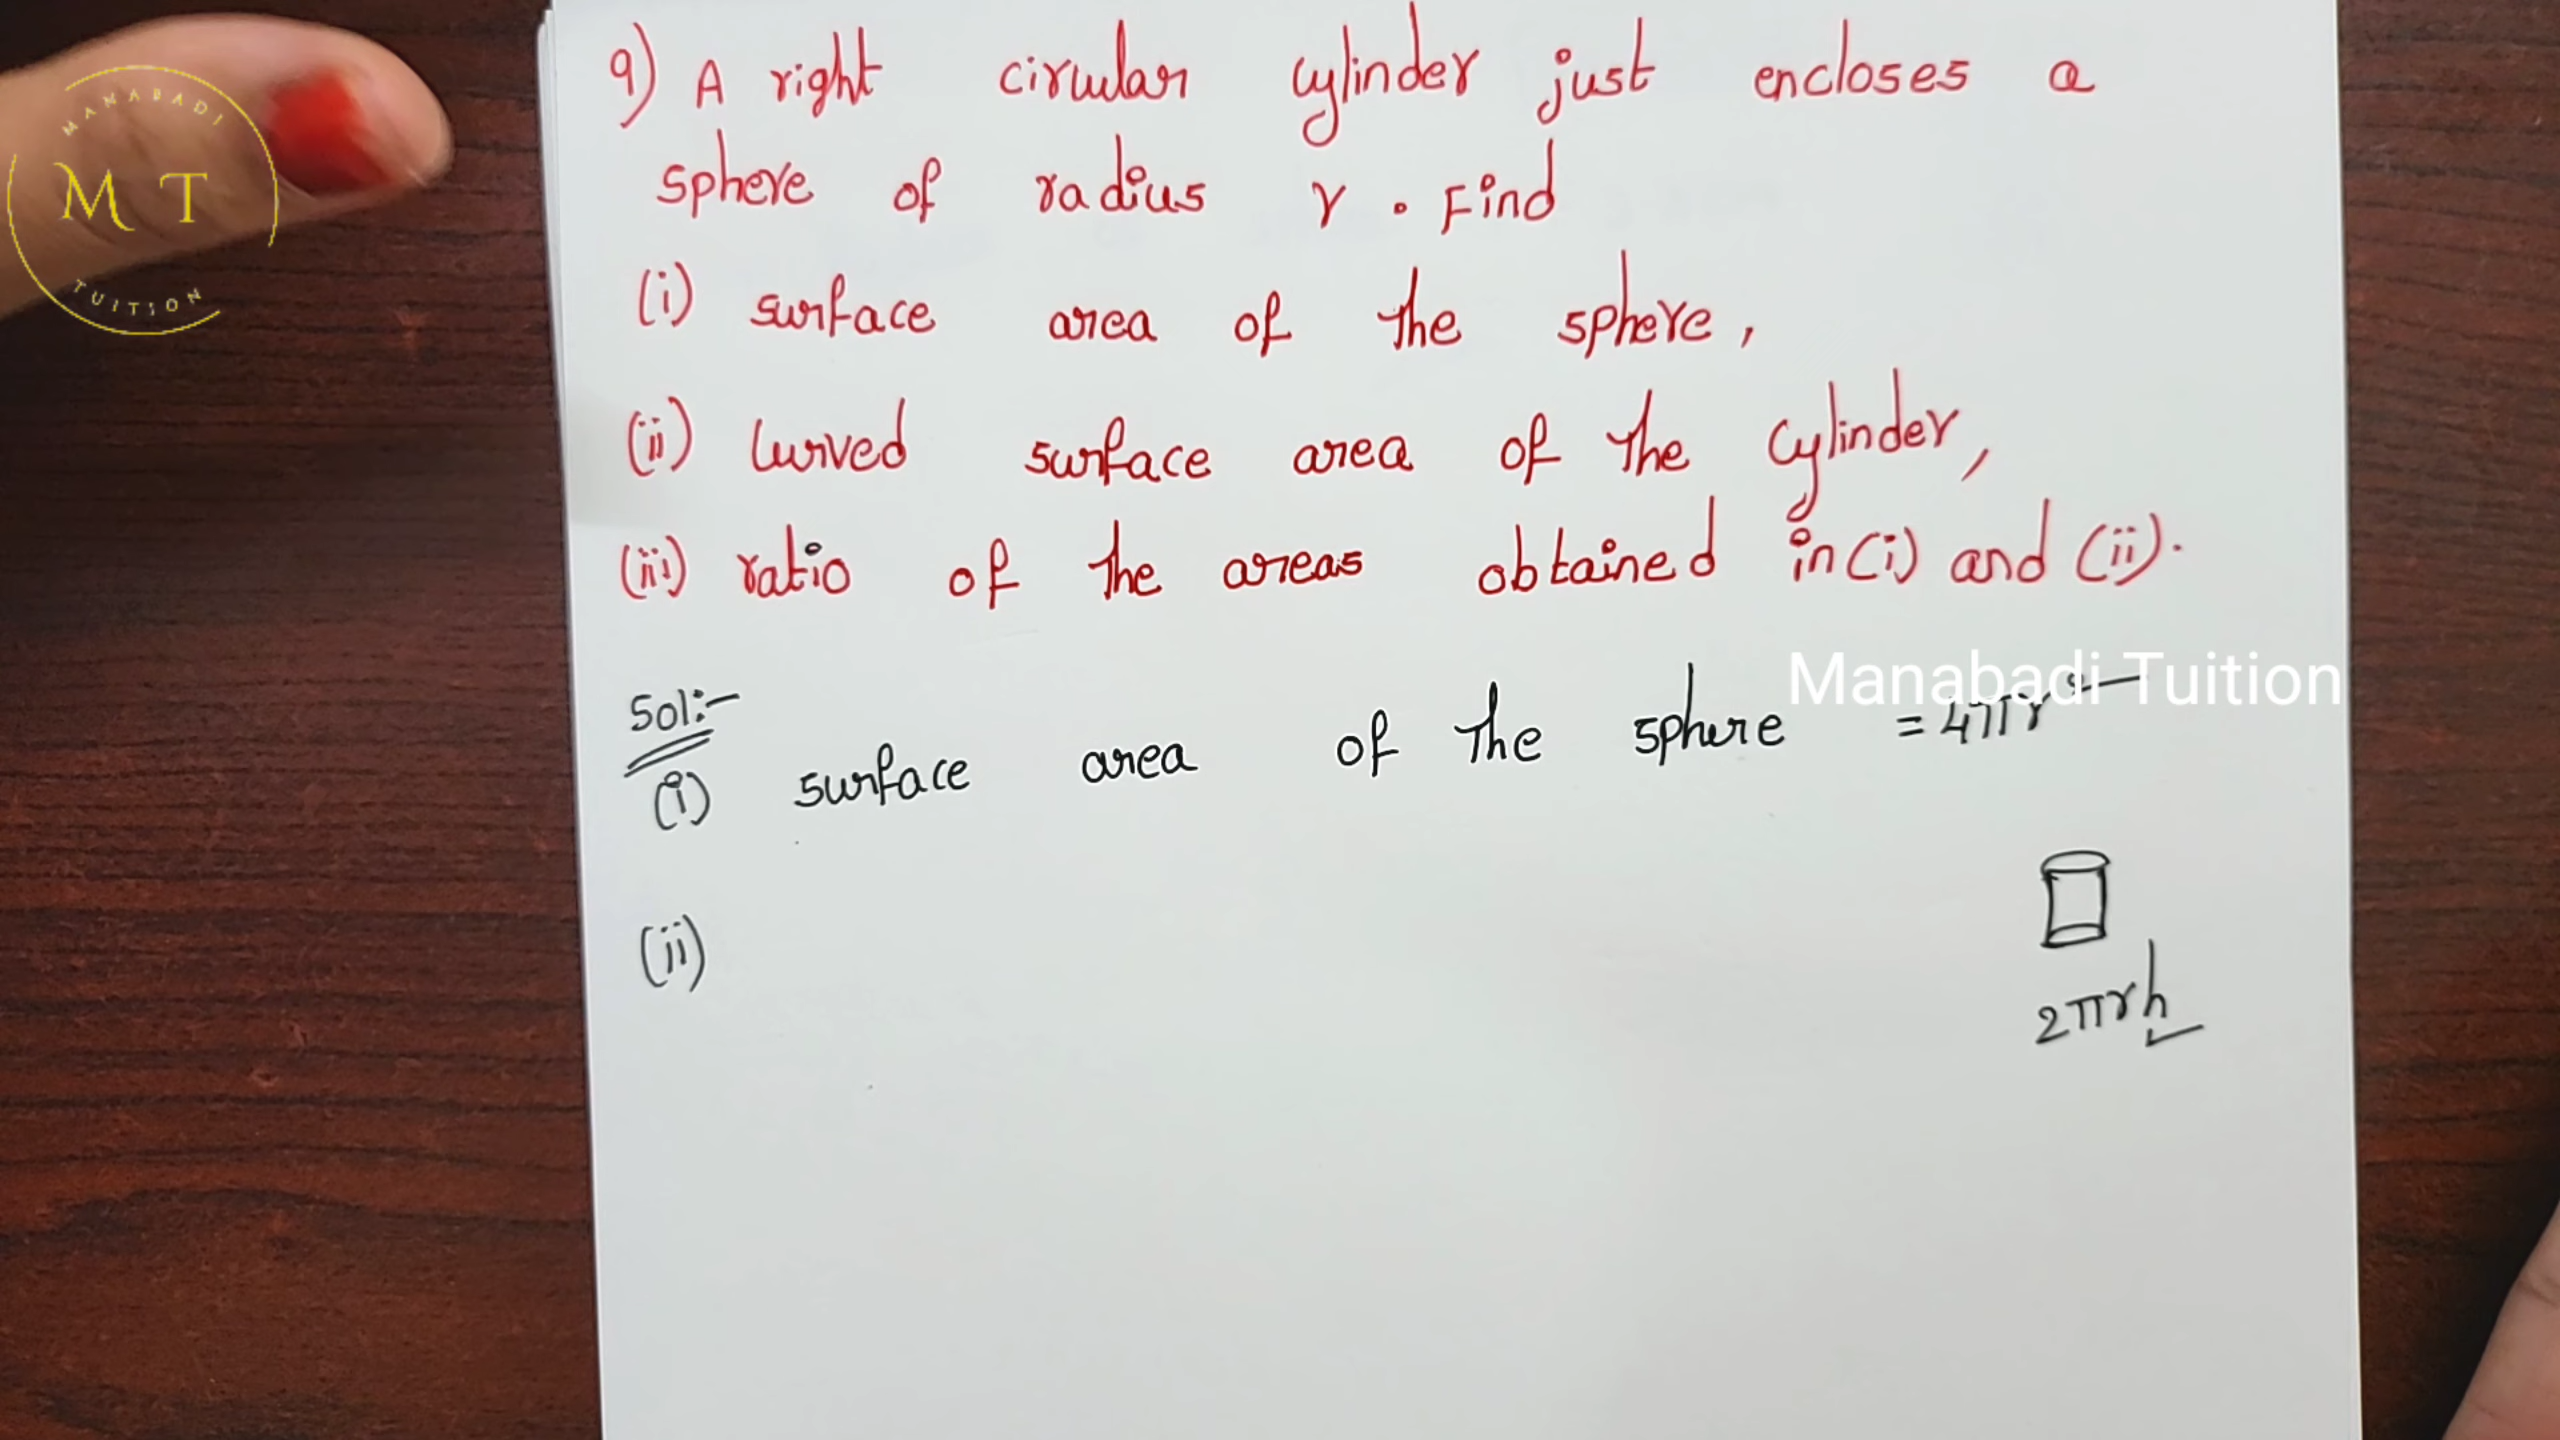 MANABADI
M T
TUITION
9) A right circular cylinder just encloses a
sphere of radius r. Find
(i) surface area of the sphere,
(ii) Curved surface area of the cylinder,
(iii) ratio of the areas obtained in (i) and (ii).
Manabadi Tuition
Sol:-
(i) surface area of the sphere = 4πr²
(ii)
2πrh